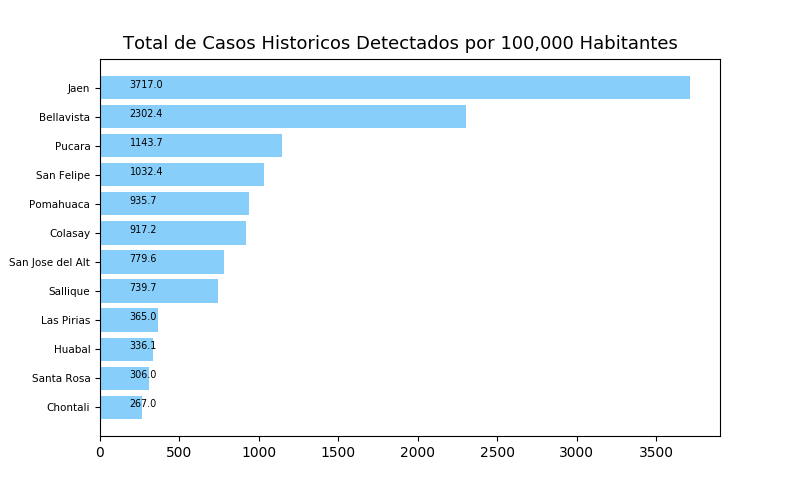 Total de Casos Historicos Detectados por 100,000 Habitantes
Jaen 3717.0
Bellavista 2302.4
Pucara 1143.7
San Felipe 1032.4
Pomahuaca 935.7
Colasay 917.2
San Jose del Alt 779.6
Sallique 739.7
Las Pirias 365.0
Huabal 336.1
Santa Rosa 306.0
Chontali 267.0
0 500 1000 1500 2000 2500 3000 3500